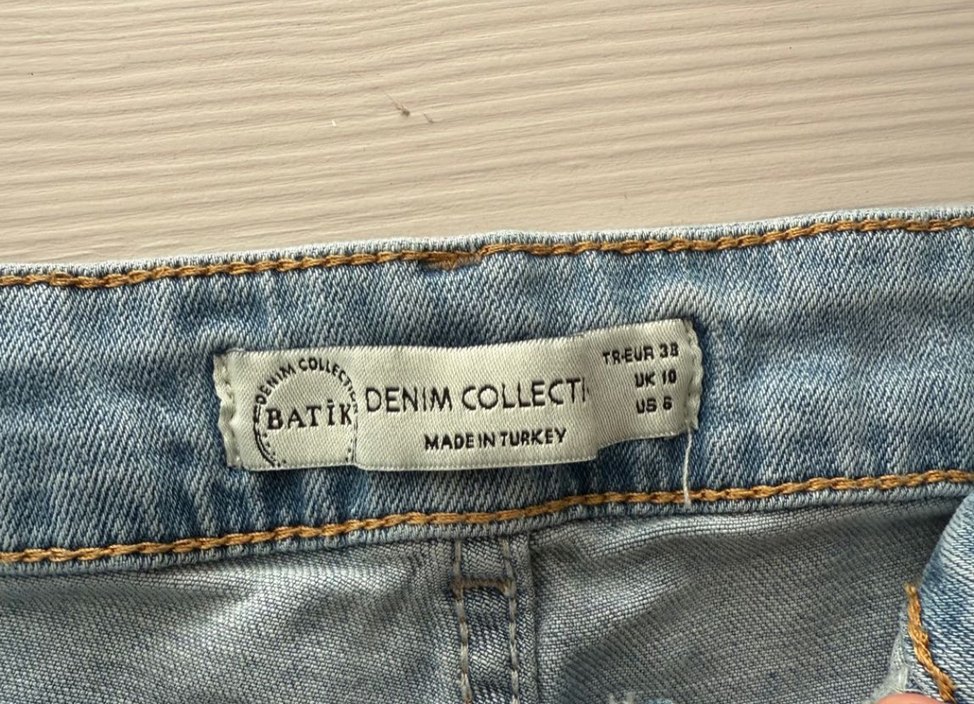 DENIM COLLECTI
BATİK
DENIM COLLECTI
MADE IN TURKEY
TR-EUR 38
UK 10
US 6